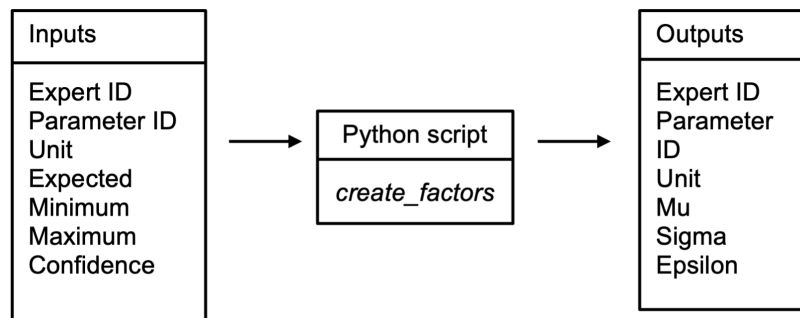 Inputs
Expert ID
Parameter ID
Unit
Expected
Minimum
Maximum
Confidence
Python script
create_factors
Outputs
Expert ID
Parameter
ID
Unit
Mu
Sigma
Epsilon